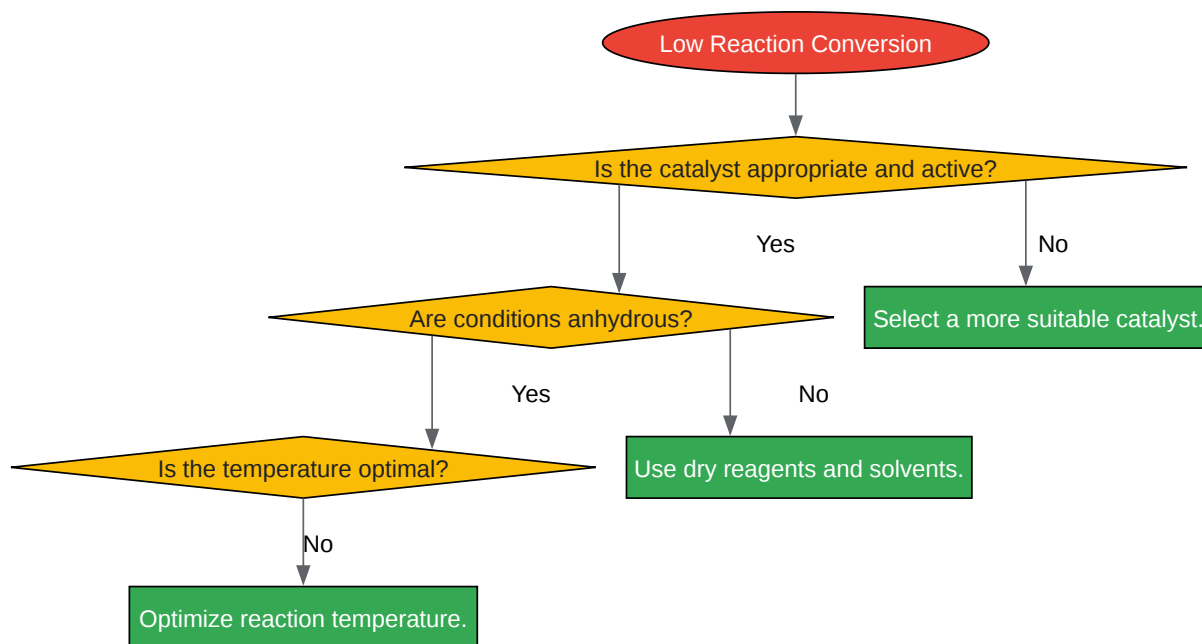 Low Reaction Conversion
Is the catalyst appropriate and active?
Yes
No
Are conditions anhydrous?
Select a more suitable catalyst.
Yes
No
Is the temperature optimal?
Use dry reagents and solvents.
No
Optimize reaction temperature.